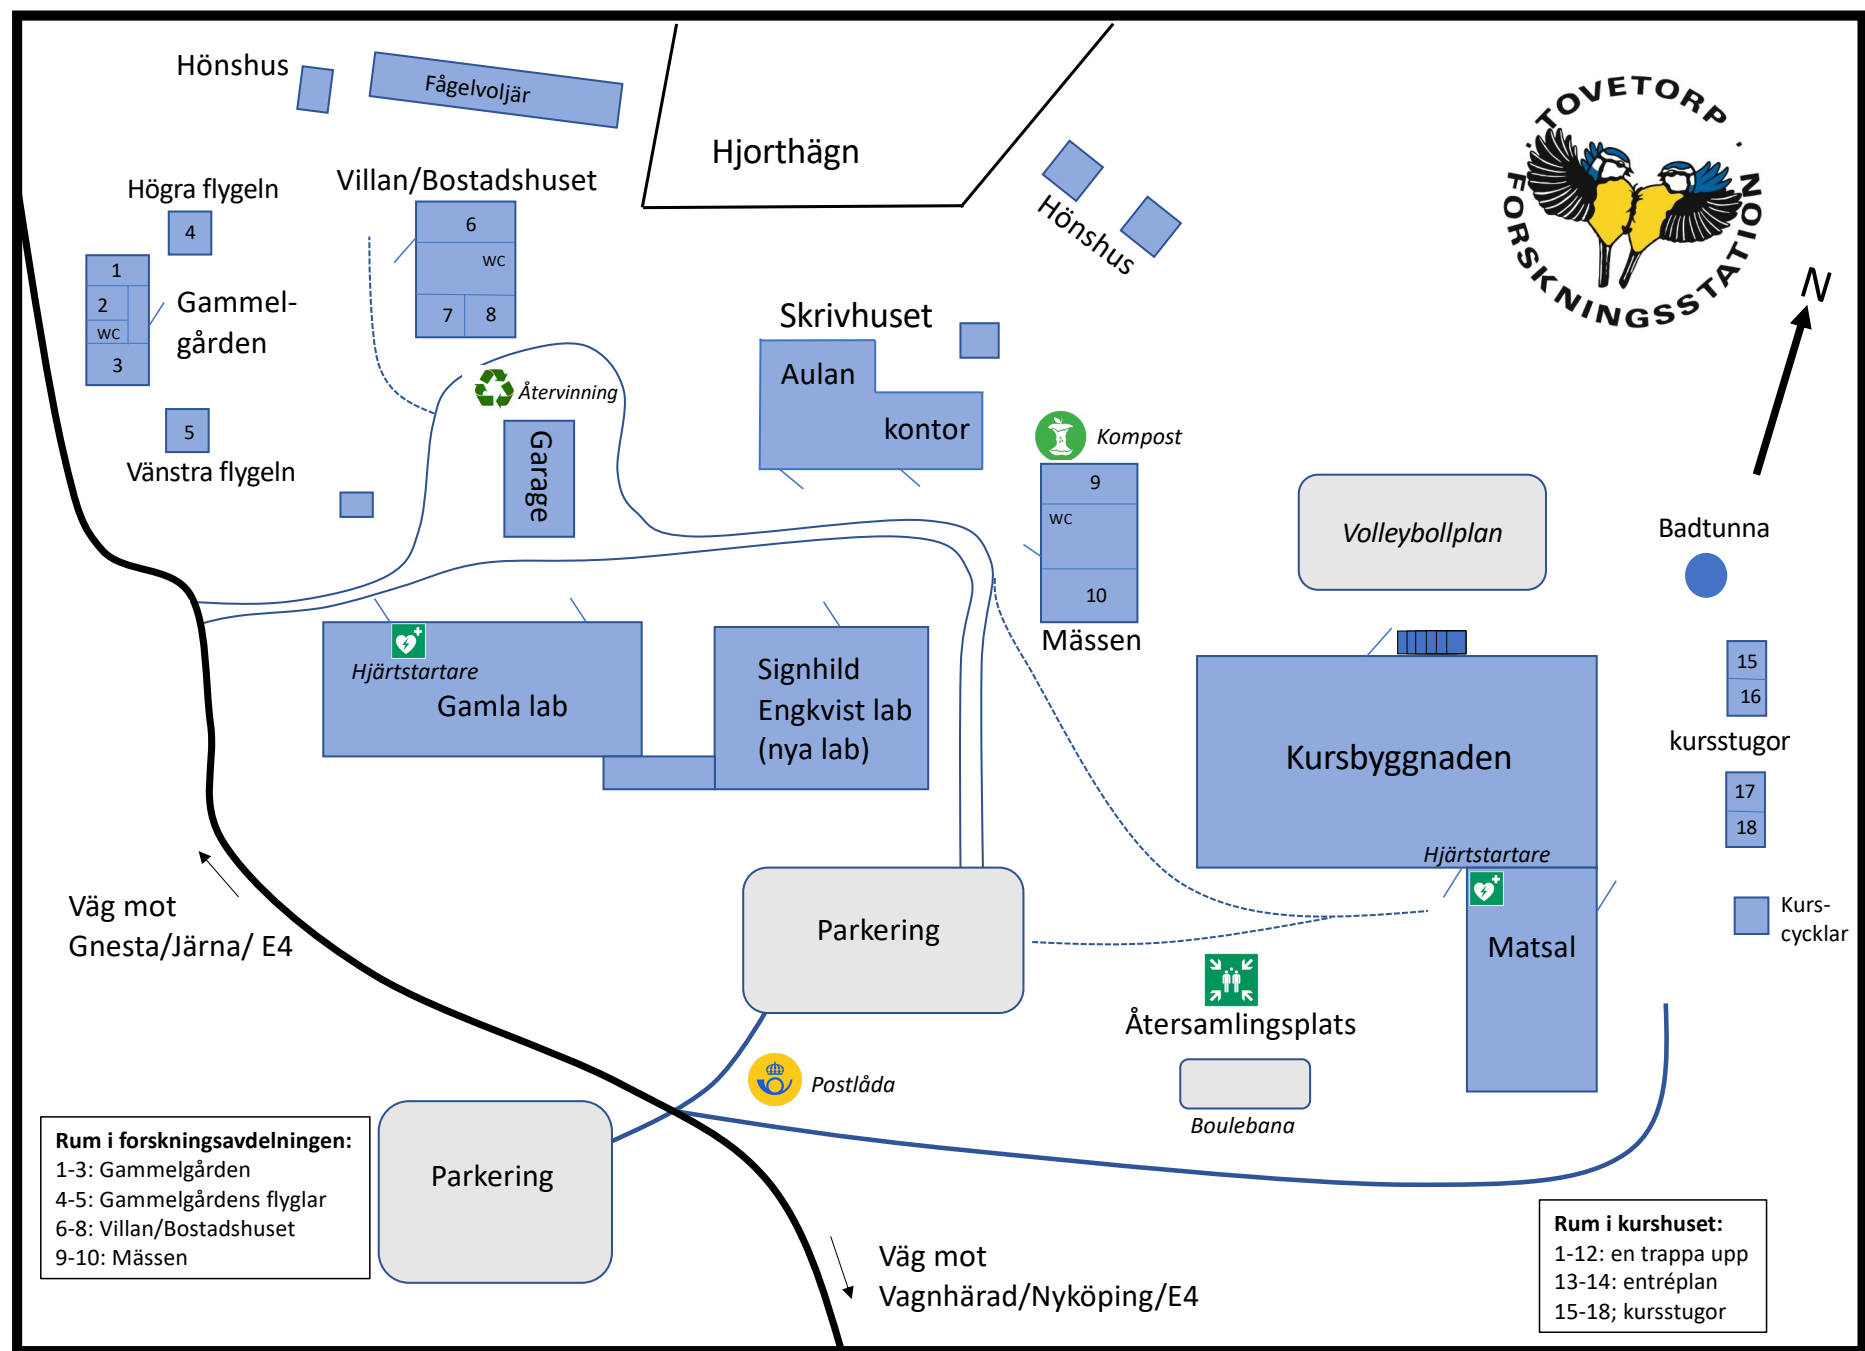 Hönshus
Fågelvoljär
Hjorthägn
· TOVETORP ·
FORSKNINGSSTATION
Högra flygeln
4
Villan/Bostadshuset
6
wc
7
8
Hönshus
N
1
2
wc
3
Gammel-
gården
5
Vänstra flygeln
Skrivhuset
Aulan
kontor
Återvinning
Garage
Kompost
9
wc
10
Mässen
Volleybollplan
Badtunna
Hjärtstartare
Gamla lab
Signhild
Engkvist lab
(nya lab)
Kursbyggnaden
15
16
kursstugor
17
18
Hjärtstartare
Matsal
Kurs-
cycklar
Väg mot
Gnesta/Järna/ E4
Parkering
Återsamlingsplats
Postlåda
Boulebana
Parkering
Rum i forskningsavdelningen:
1-3: Gammelgården
4-5: Gammelgårdens flyglar
6-8: Villan/Bostadshuset
9-10: Mässen
Väg mot
Vagnhärad/Nyköping/E4
Rum i kurshuset:
1-12: en trappa upp
13-14: entréplan
15-18; kursstugor